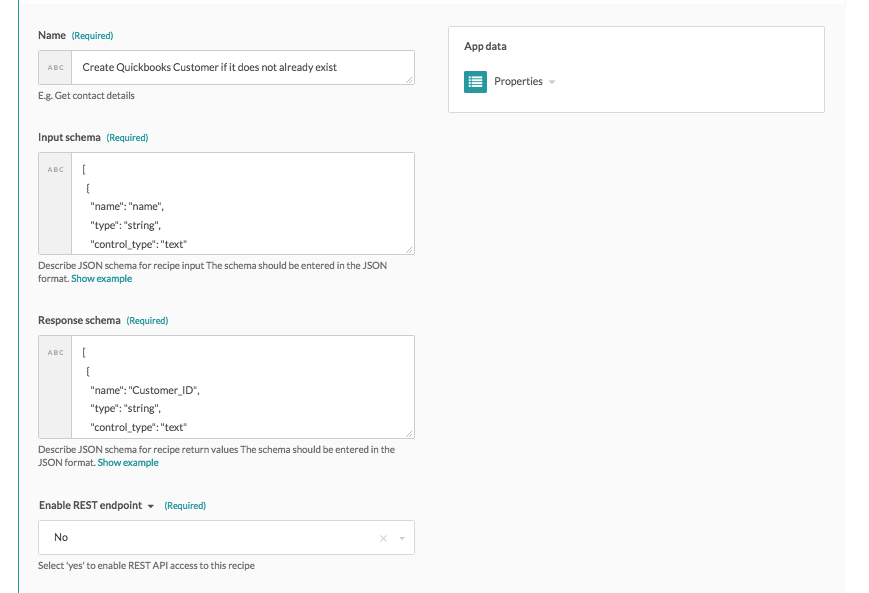 Name (Required)
ABC
Create Quickbooks Customer if it does not already exist
E.g. Get contact details
App data
Properties
Input schema (Required)
ABC
[
{
"name": "name",
"type": "string",
"control_type": "text"
Describe JSON schema for recipe input The schema should be entered in the JSON
format. Show example
Response schema (Required)
ABC
[
{
"name": "Customer_ID",
"type": "string",
"control_type": "text"
Describe JSON schema for recipe return values The schema should be entered in the
JSON format. Show example
Enable REST endpoint (Required)
No
Select 'yes' to enable REST API access to this recipe